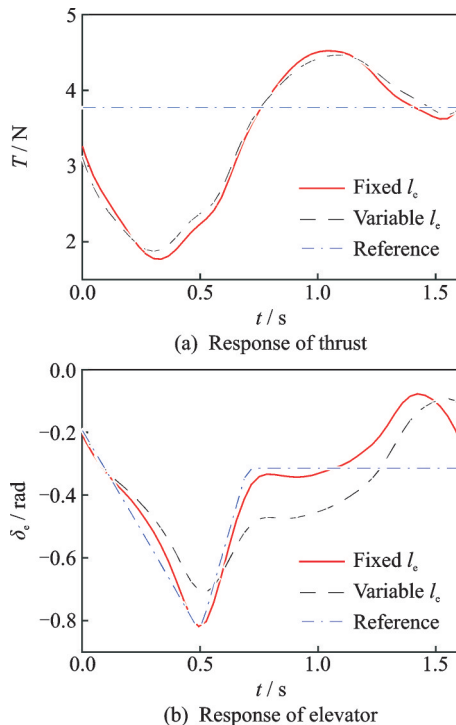 5
4
3
2
T / N
Fixed lₑ
Variable lₑ
Reference
0.0 0.5 1.0 1.5
t / s
(a) Response of thrust
0.0
−0.2
−0.4
−0.6
−0.8
δₑ / rad
Fixed lₑ
Variable lₑ
Reference
0.0 0.5 1.0 1.5
t / s
(b) Response of elevator